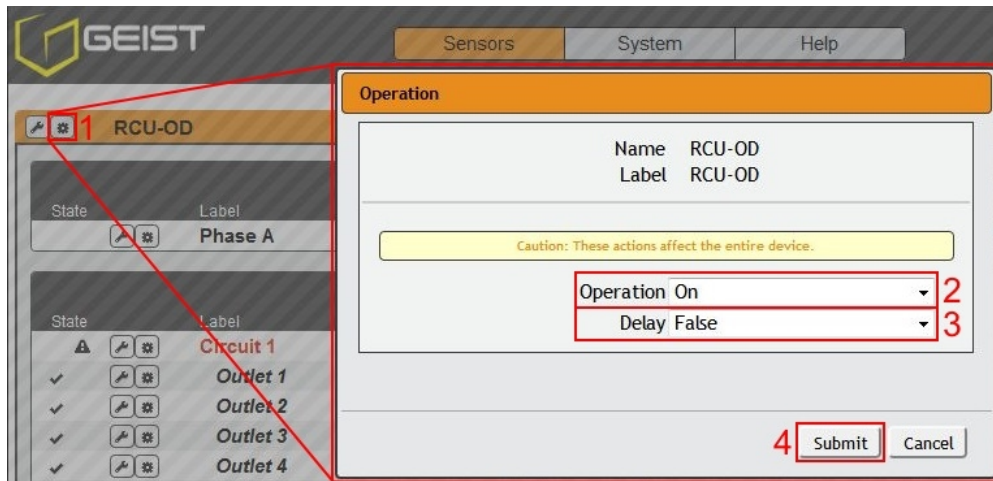 GEIST
Sensors System Help
Operation
1 RCU-OD
Name RCU-OD
Label RCU-OD
State Label
Phase A
Caution: These actions affect the entire device.
Operation On 2
Delay False 3
State Label
Circuit 1
Outlet 1
Outlet 2
Outlet 3
Outlet 4
4 Submit Cancel